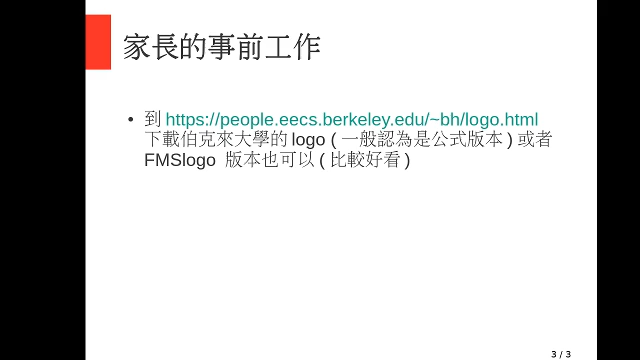 家長的事前工作
• 到 https://people.eecs.berkeley.edu/~bh/logo.html
下載伯克來大學的 logo ( 一般認為是公式版本 ) 或者
FMSlogo 版本也可以 ( 比較好看 )
3 / 3